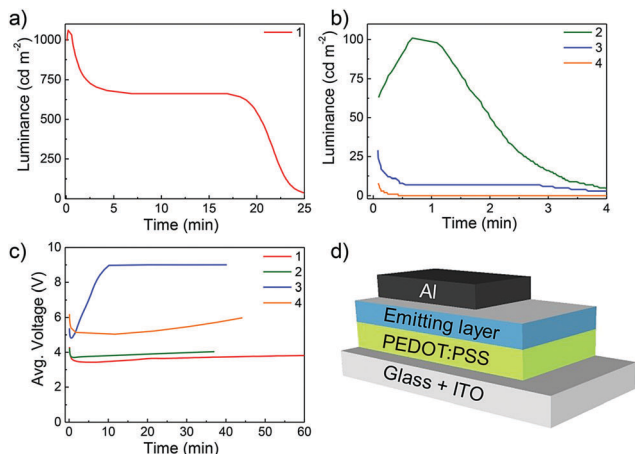 a)
1
1000
750
500
250
0
Luminance (cd m⁻²)
0 5 10 15 20 25
Time (min)
b)
2
3
4
100
75
50
25
0
Luminance (cd m⁻²)
0 1 2 3 4
Time (min)
c)
1
2
3
4
10
8
6
4
2
0
Avg. Voltage (V)
0 10 20 30 40 50 60
Time (min)
d)
Al
Emitting layer
PEDOT:PSS
Glass + ITO